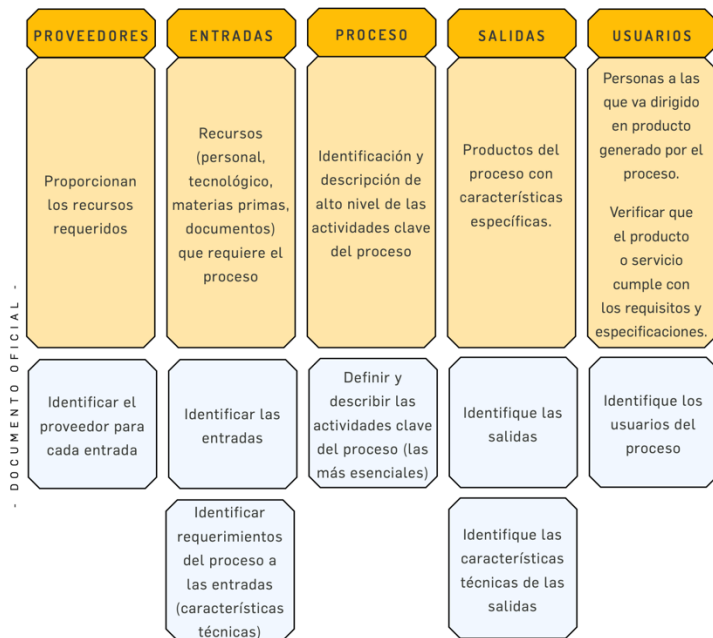 PROVEEDORES
ENTRADAS
PROCESO
SALIDAS
USUARIOS
Proporcionan
los recursos
requeridos
Recursos
(personal,
tecnológico,
materias primas,
documentos)
que requiere el
proceso
Identificación y
descripción de
alto nivel de las
actividades clave
del proceso
Productos del
proceso con
características
específicas.
Personas a las
que va dirigido
en producto
generado por el
proceso.
Verificar que
el producto
o servicio
cumple con
los requisitos y
especificaciones.
Identificar el
proveedor para
cada entrada
Identificar las
entradas
Definir y
describir las
actividades clave
del proceso (las
más esenciales)
Identifique las
salidas
Identifique los
usuarios del
proceso
Identificar
requerimientos
del proceso a
las entradas
(características
técnicas)
Identifique las
características
técnicas de las
salidas
- DOCUMENTO OFICIAL -